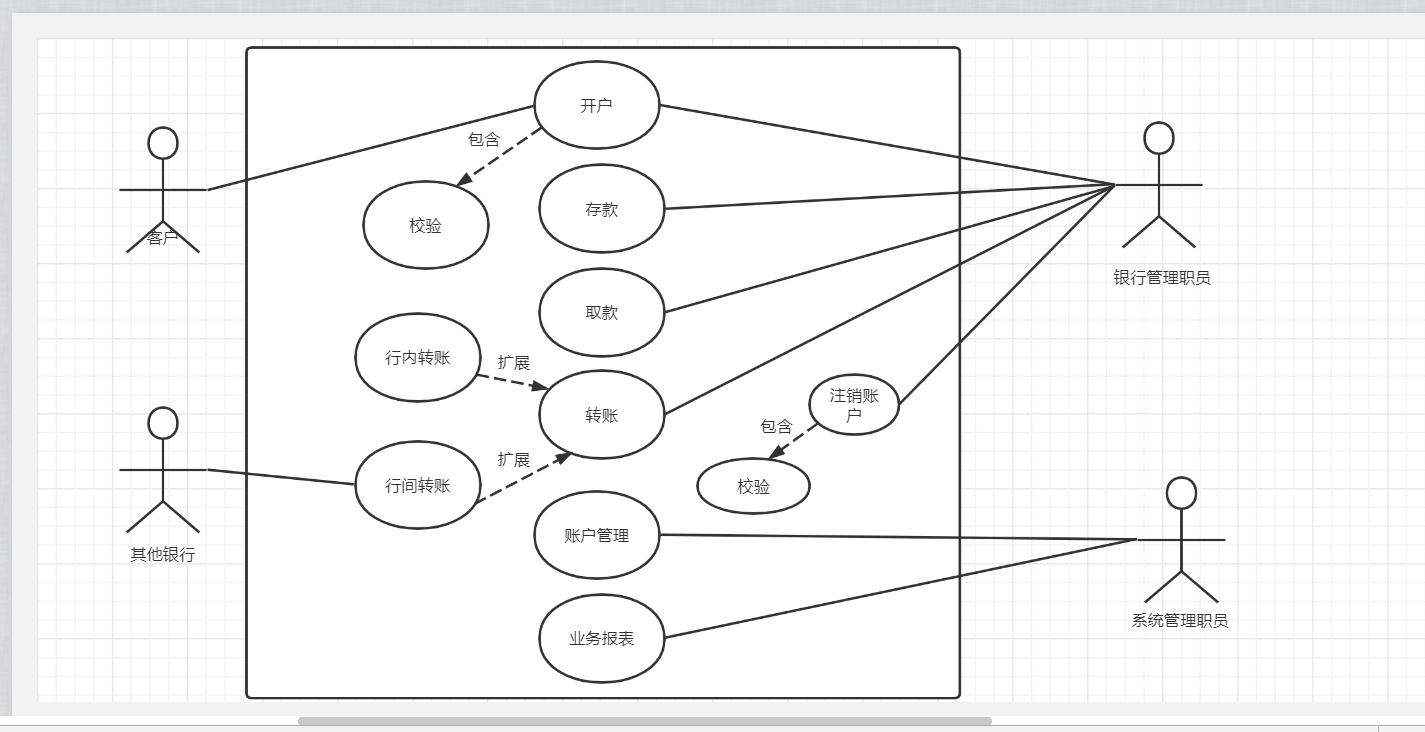 开户
包含
客户
校验
存款
银行管理职员
取款
行内转账
扩展
转账
注销账
户
包含
扩展
行间转账
校验
其他银行
账户管理
系统管理职员
业务报表